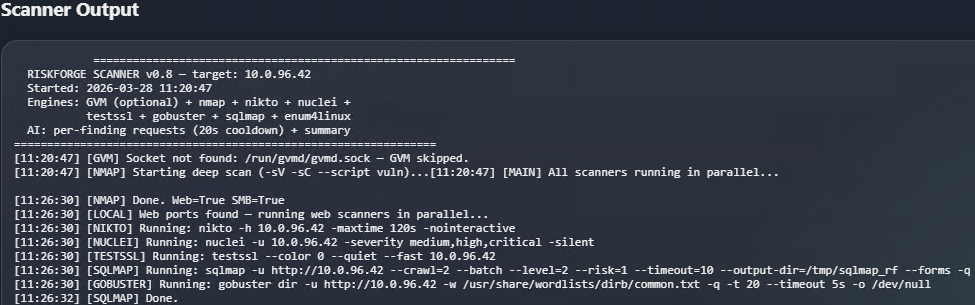 Scanner Output
================================================================
RISKFORGE SCANNER v0.8 — target: 10.0.96.42
Started: 2026-03-28 11:20:47
Engines: GVM (optional) + nmap + nikto + nuclei +
testssl + gobuster + sqlmap + enum4linux
AI: per-finding requests (20s cooldown) + summary
================================================================
[11:20:47] [GVM] Socket not found: /run/gvmd/gvmd.sock — GVM skipped.
[11:20:47] [NMAP] Starting deep scan (-sV -sC --script vuln)...[11:20:47] [MAIN] All scanners running in parallel...
[11:26:30] [NMAP] Done. Web=True SMB=True
[11:26:30] [LOCAL] Web ports found — running web scanners in parallel...
[11:26:30] [NIKTO] Running: nikto -h 10.0.96.42 -maxtime 120s -nointeractive
[11:26:30] [NUCLEI] Running: nuclei -u 10.0.96.42 -severity medium,high,critical -silent
[11:26:30] [TESTSSL] Running: testssl --color 0 --quiet --fast 10.0.96.42
[11:26:30] [SQLMAP] Running: sqlmap -u http://10.0.96.42 --crawl=2 --batch --level=2 --risk=1 --timeout=10 --output-dir=/tmp/sqlmap_rf --forms -q
[11:26:30] [GOBUSTER] Running: gobuster dir -u http://10.0.96.42 -w /usr/share/wordlists/dirb/common.txt -q -t 20 --timeout 5s -o /dev/null
[11:26:32] [SQLMAP] Done.